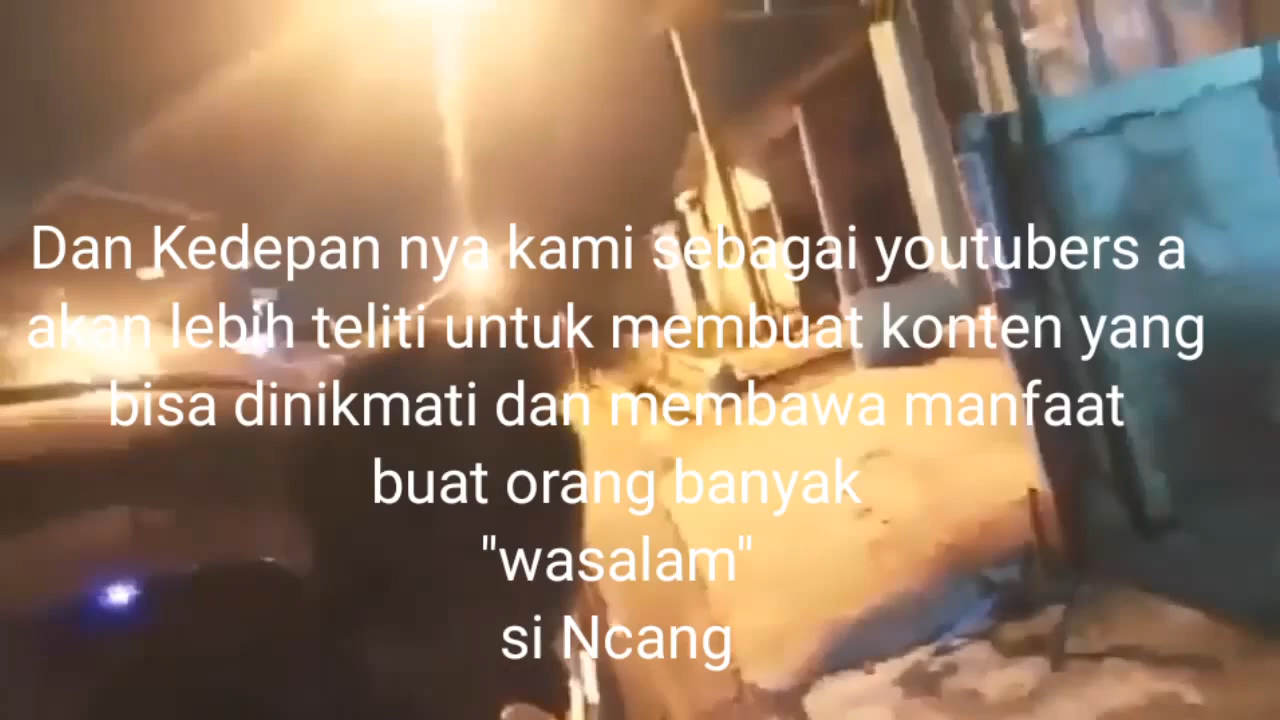 Dan Kedepan nya kami sebagai youtubers a
akan lebih teliti untuk membuat konten yang
bisa dinikmati dan membawa manfaat
buat orang banyak
"wasalam"
si Ncang